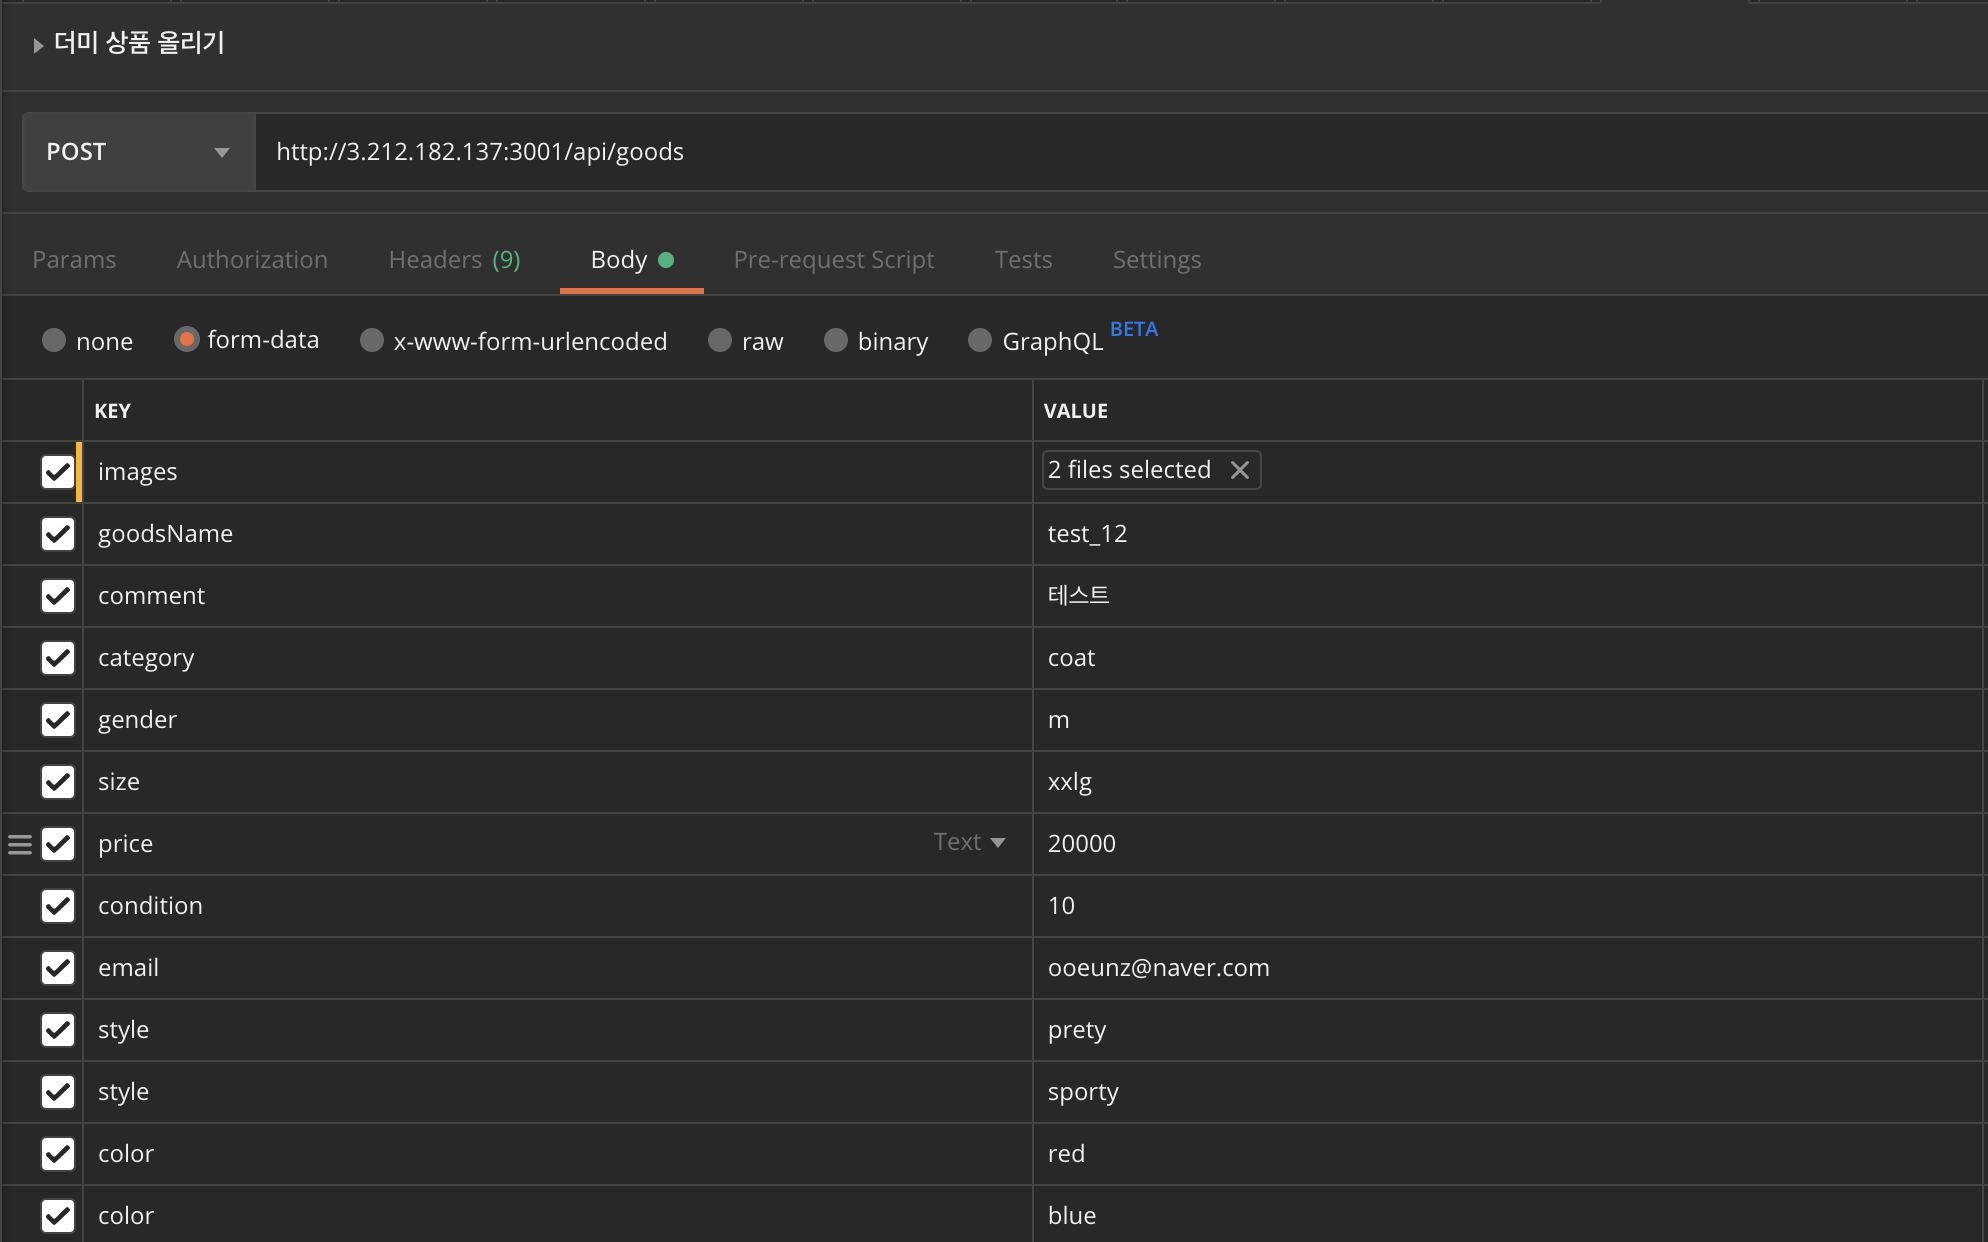 더미 상품 올리기
POST http://3.212.182.137:3001/api/goods
Params Authorization Headers (9) Body Pre-request Script Tests Settings
none form-data x-www-form-urlencoded raw binary GraphQL BETA
KEY VALUE
images 2 files selected
goodsName test_12
comment 테스트
category coat
gender m
size xxlg
price Text 20000
condition 10
email ooeunz@naver.com
style prety
style sporty
color red
color blue